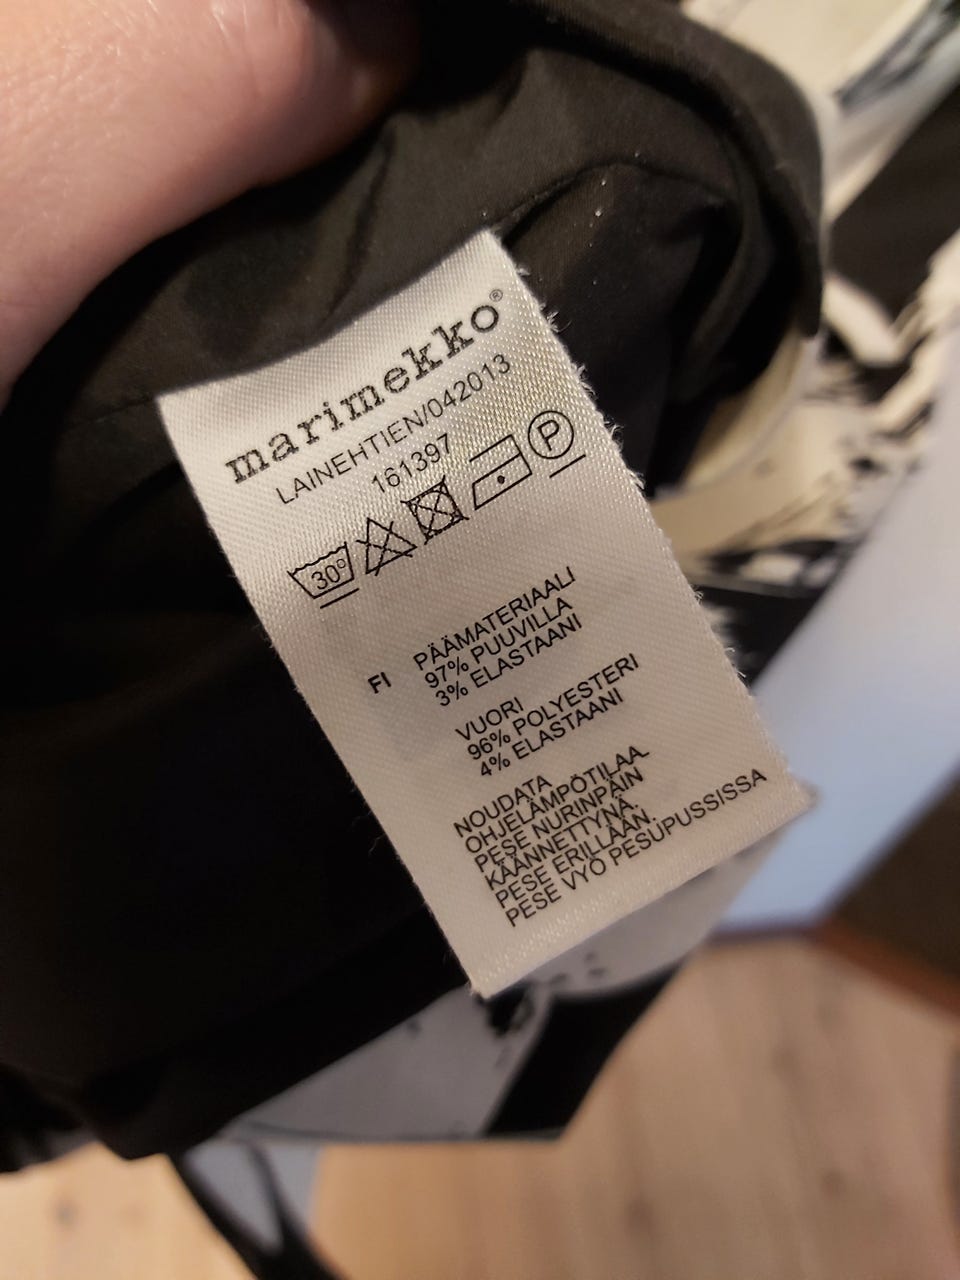 marimekko®
LAINEHTIEN/042013
161397
30° P
FI
PÄÄMATERIAALI
97% PUUVILLA
3% ELASTAANI
VUORI
96% POLYESTERI
4% ELASTAANI
NOUDATA
OHJELÄMPÖTILAA.
PESE NURINPÄIN
KÄÄNNETTYNÄ.
PESE ERILLÄÄN.
PESE VYÖ PESUPUSSISSA